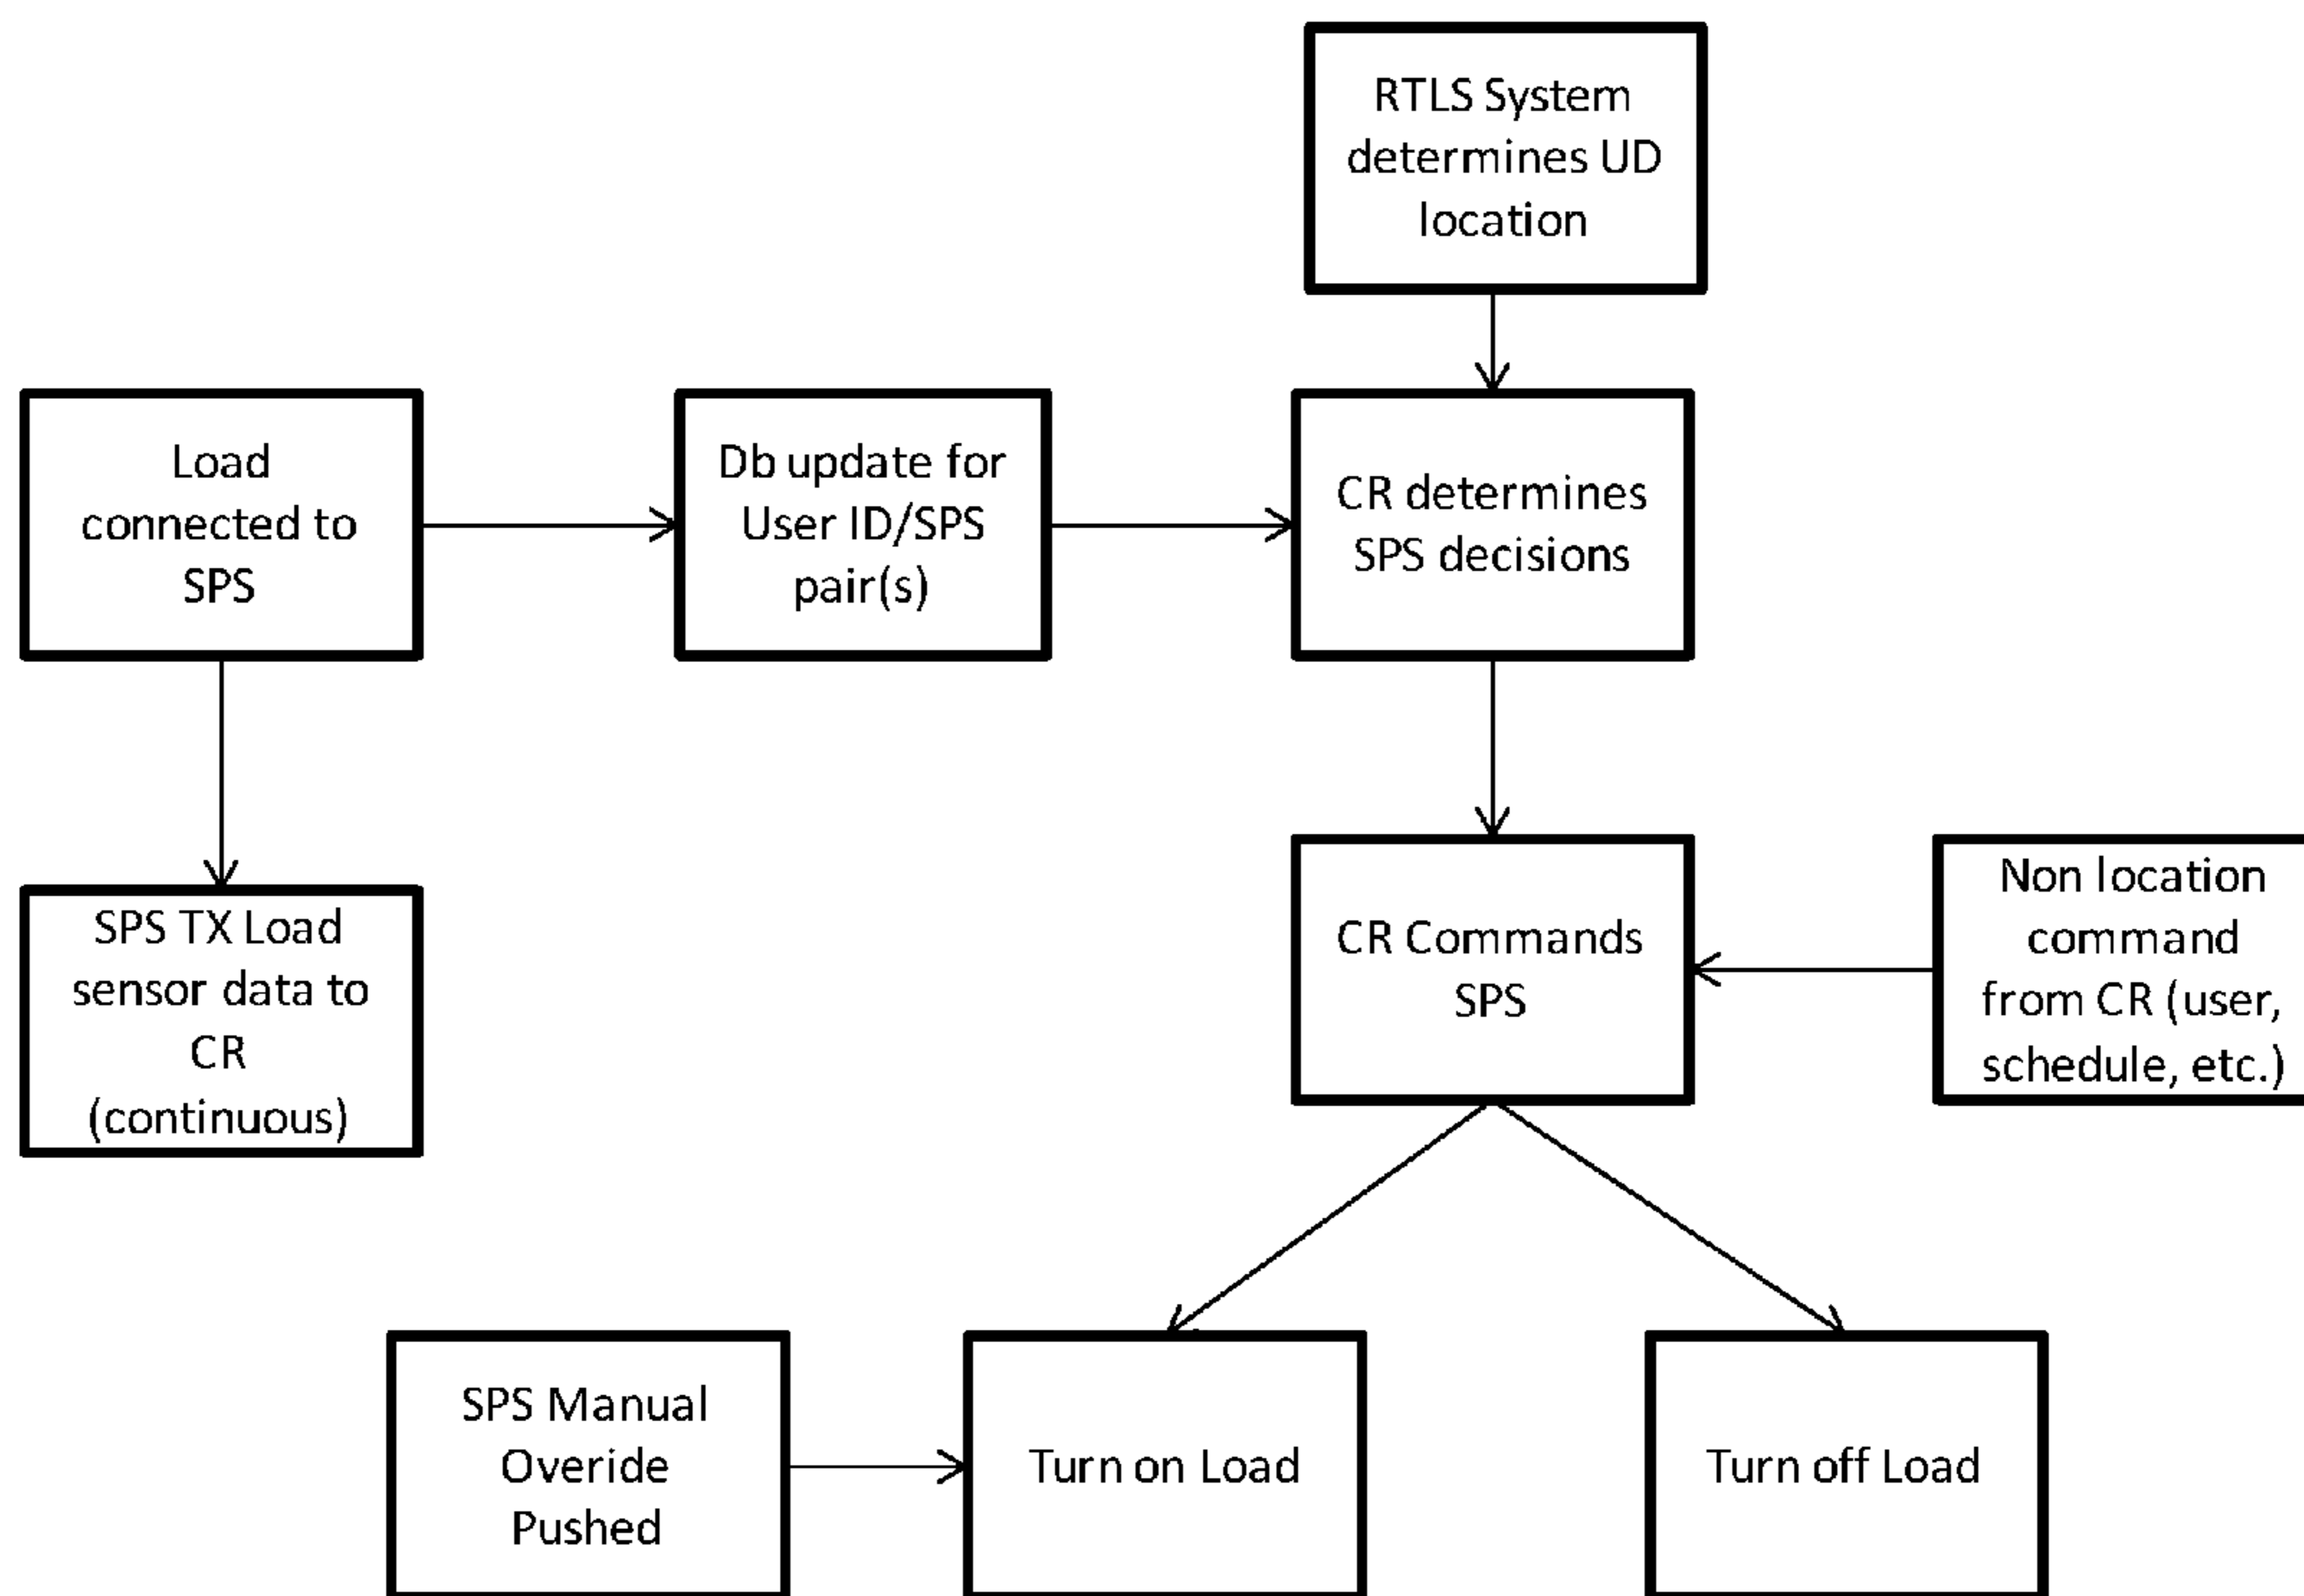 RTLS System
determines UD
location
Load
connected to
SPS
Db update for
User ID/SPS
pair(s)
CR determines
SPS decisions
SPS TX Load
sensor data to
CR
(continuous)
CR Commands
SPS
Non location
command
from CR (user,
schedule, etc.)
SPS Manual
Overide
Pushed
Turn on Load
Turn off Load